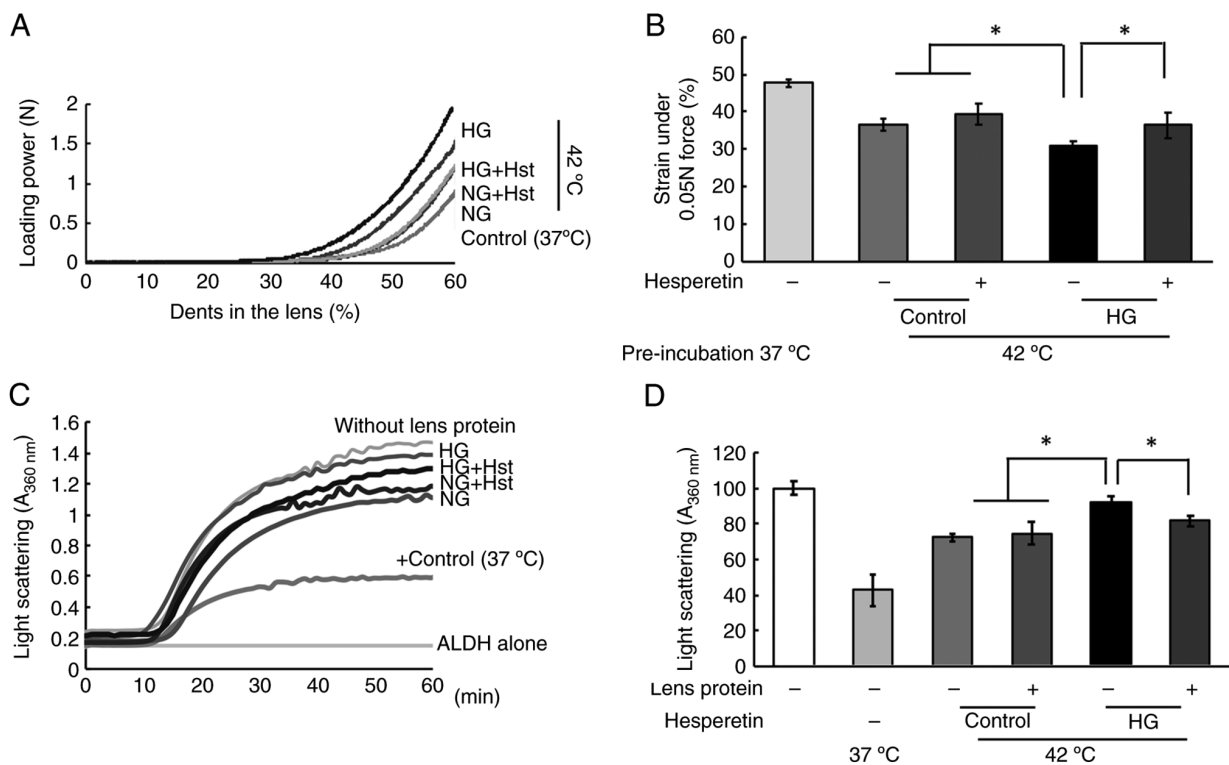 A
Loading power (N)
2
1.5
1
0.5
0
0 10 20 30 40 50 60
Dents in the lens (%)
HG
HG+Hst
NG+Hst
NG
Control (37ºC)
42 ºC
B
Strain under
0.05N force (%)
60
50
40
30
20
10
0
* *
Hesperetin – – + – +
Control HG
Pre-incubation 37 ºC 42 ºC
C
Light scattering (A360 nm)
1.6
1.4
1.2
1
0.8
0.6
0.4
0.2
0
0 10 20 30 40 50 60 (min)
Without lens protein
HG
HG+Hst
NG+Hst
NG
+Control (37 ºC)
ALDH alone
D
Light scattering (A360 nm)
120
100
80
60
40
20
0
* *
Lens protein – – – + – +
Hesperetin – Control HG
37 ºC 42 ºC